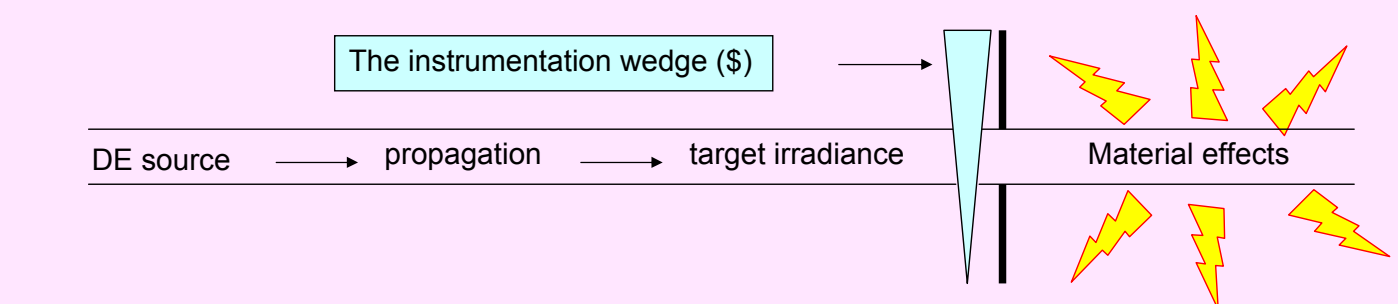 The instrumentation wedge ($)
DE source propagation target irradiance Material effects